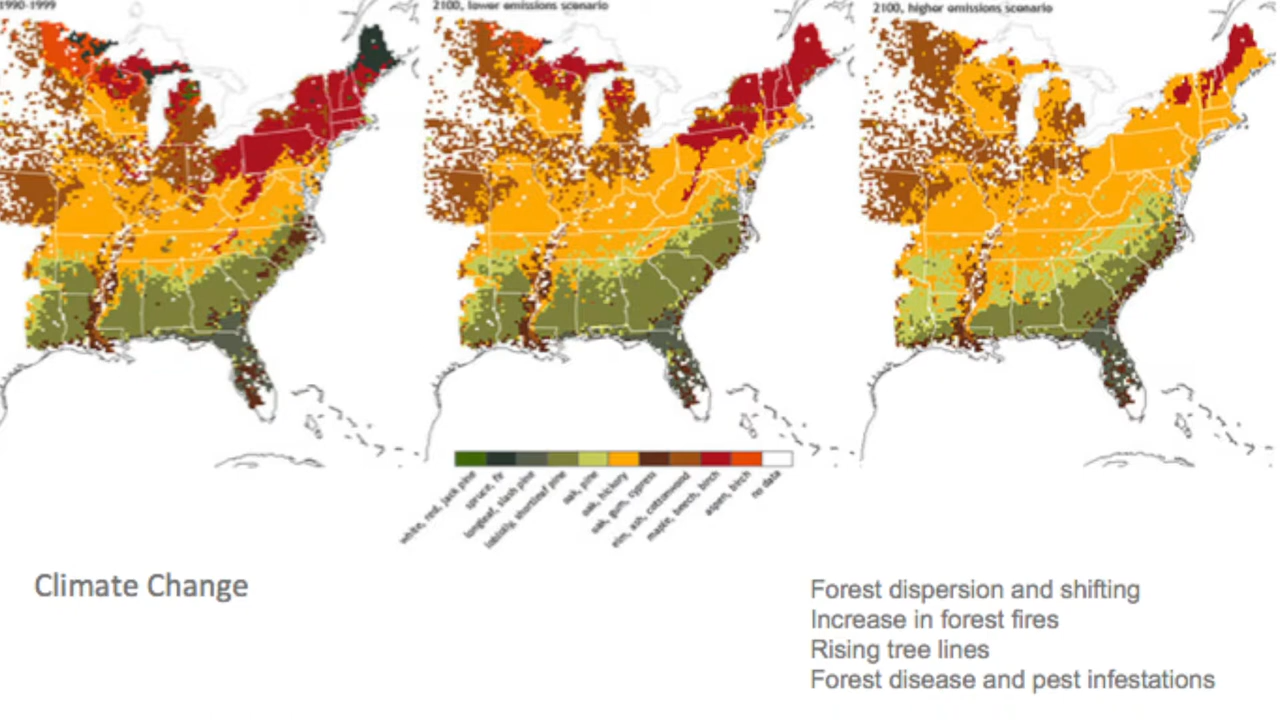 1990-1999
2100, lower emissions scenario
2100, higher emissions scenario
white, red, jack pine
spruce, fir
longleaf, slash pine
loblolly, shortleaf pine
oak, pine
oak, hickory
oak, gum, cypress
elm, ash, cottonwood
maple, beech, birch
aspen, birch
no data
Climate Change
Forest dispersion and shifting
Increase in forest fires
Rising tree lines
Forest disease and pest infestations